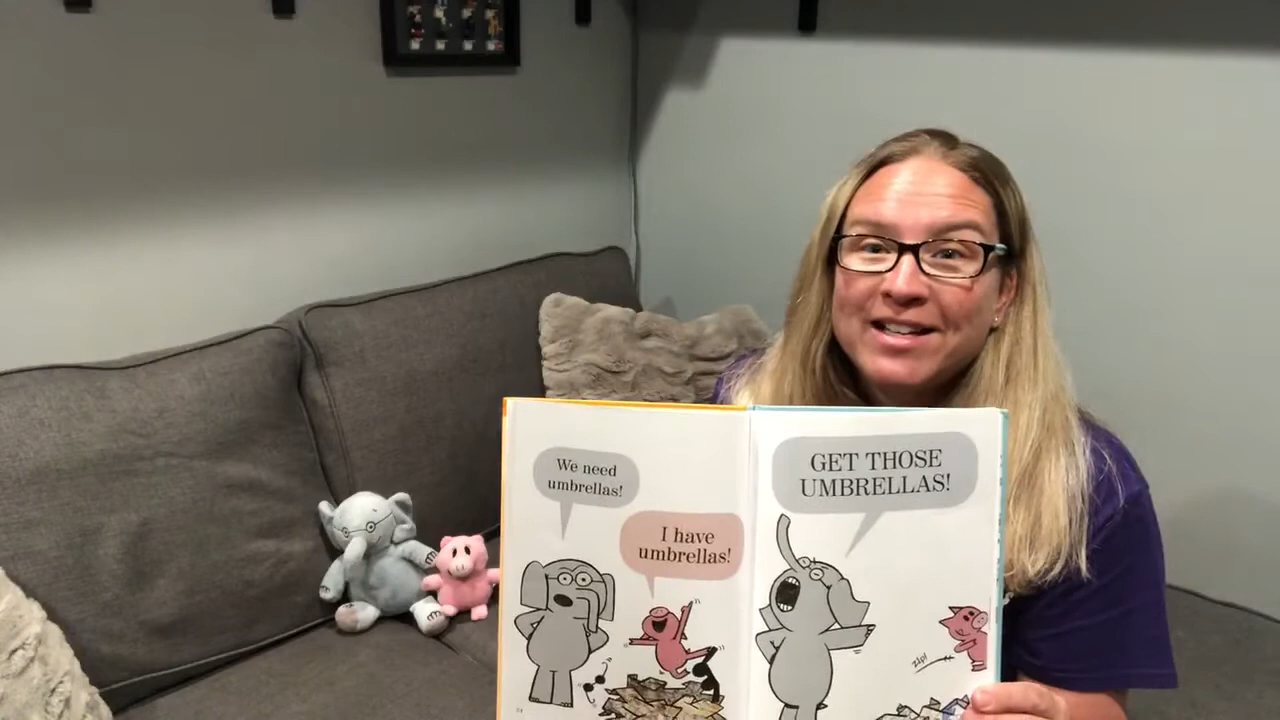 We need
umbrellas!
I have
umbrellas!
GET THOSE
UMBRELLAS!
zip!